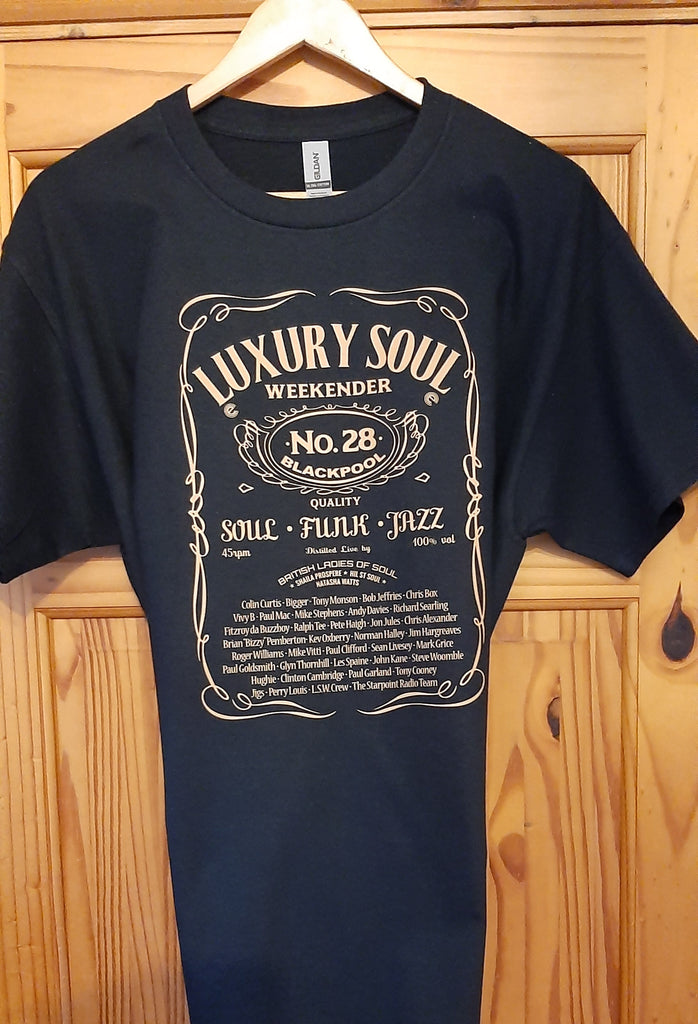 GILDAN
LUXURY SOUL
WEEKENDER
e e
·No. 28·
BLACKPOOL
QUALITY
SOUL · FUNK · JAZZ
45rpm Distilled Live by 100% vol
BRITISH LADIES OF SOUL
★ SHAILA PROSPERE ★ HIL ST SOUL ★
NATASHA WATTS
Colin Curtis · Bigger · Tony Monson · Bob Jeffries · Chris Box
Vivy B · Paul Mac · Mike Stephens · Andy Davies · Richard Searling
Fitzroy da Buzzboy · Ralph Tee · Pete Haigh · Jon Jules · Chris Alexander
Brian "Bizzy" Pemberton · Kev Oxberry · Norman Halley · Jim Hargreaves
Roger Williams · Mike Vitti · Paul Clifford · Sean Livesey · Mark Grice
Paul Goldsmith · Glyn Thornhill · Les Spaine · John Kane · Steve Woomble
Hughie · Clinton Cambridge · Paul Garland · Tony Cooney
Jigs · Perry Louis · L.S.W. Crew · The Starpoint Radio Team